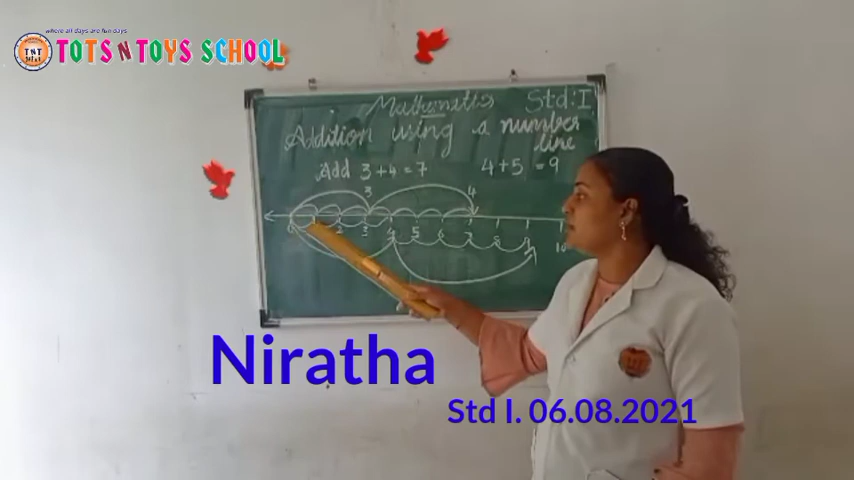 where all days are fun days
TNT
TOTS N TOYS SCHOOL
Mathematics Std: I
Addition using a number
line
Add 3+4=7 4+5=9
3 4
0 1 2 3 4 5 6 7 8 9 10
Niratha
Std I. 06.08.2021